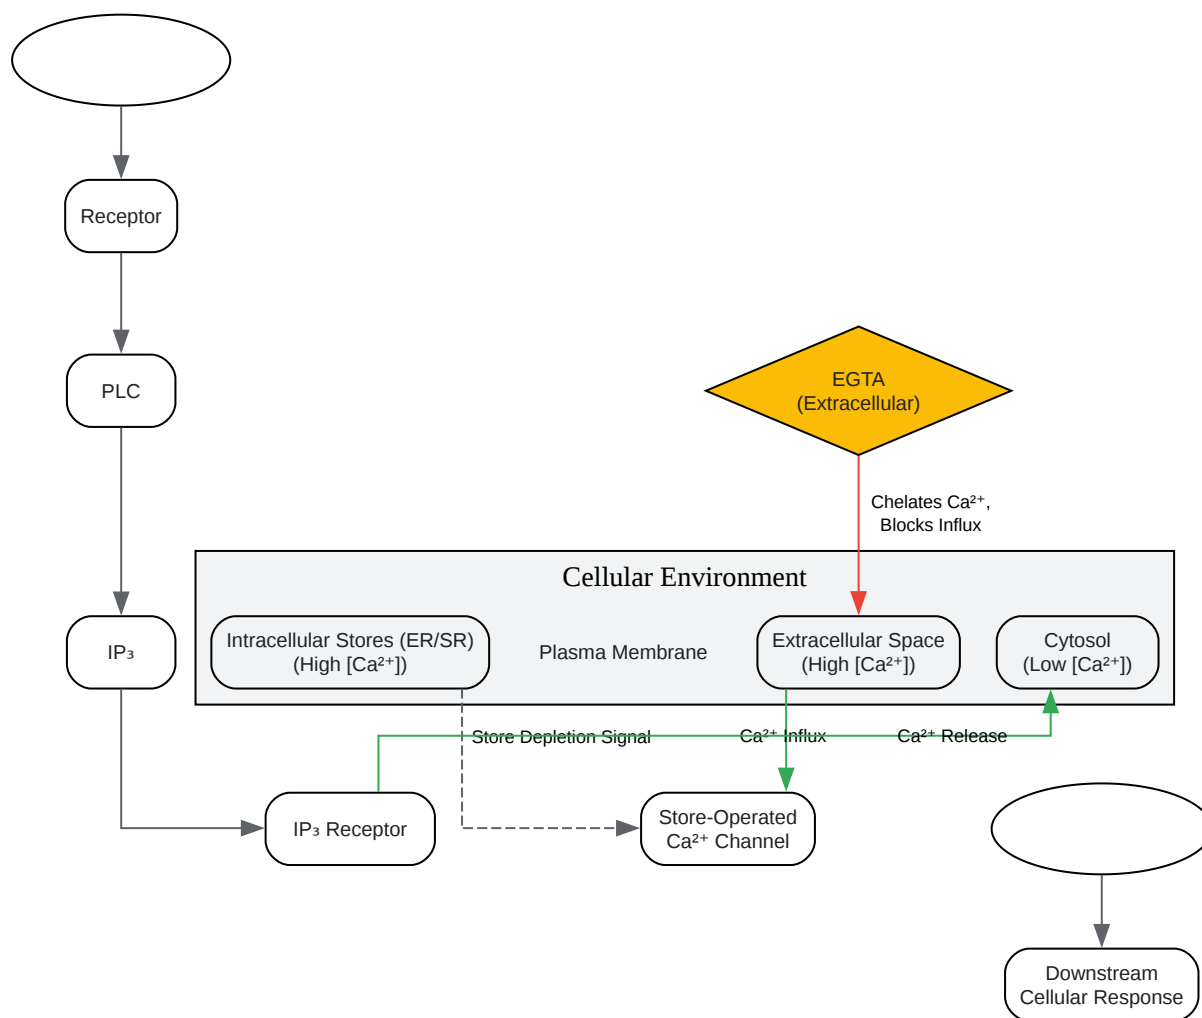 Receptor
PLC
EGTA
(Extracellular)
Chelates Ca²⁺,
Blocks Influx
Cellular Environment
IP₃
Intracellular Stores (ER/SR)
(High [Ca²⁺])
Plasma Membrane
Extracellular Space
(High [Ca²⁺])
Cytosol
(Low [Ca²⁺])
Store Depletion Signal
Ca²⁺ Influx
Ca²⁺ Release
IP₃ Receptor
Store-Operated
Ca²⁺ Channel
Downstream
Cellular Response